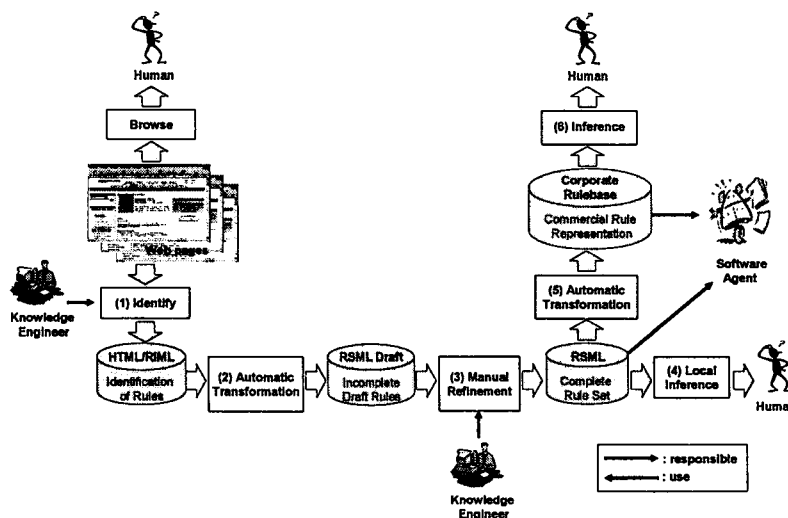 Human
Human
Browse
(6) Inference
Web pages
Corporate
Rulebase
Commercial Rule
Representation
Software
Agent
(1) Identify
Knowledge
Engineer
(5) Automatic
Transformation
HTML/RIML
Identification
of Rules
(2) Automatic
Transformation
RSML Draft
Incomplete
Draft Rules
(3) Manual
Refinement
RSML
Complete
Rule Set
(4) Local
Inference
Human
Knowledge
Engineer
: responsible
: use